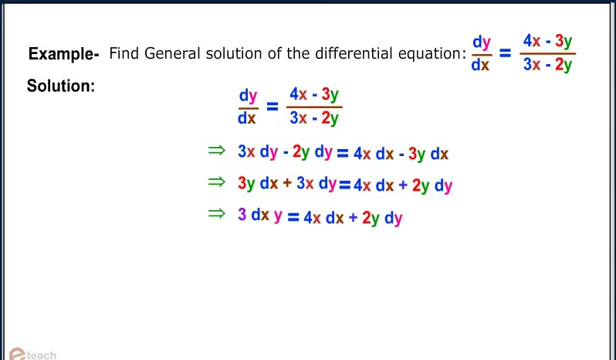 Example- Find General solution of the differential equation: dy/dx = (4x - 3y)/(3x - 2y)
Solution:
dy/dx = (4x - 3y)/(3x - 2y)
⇒ 3x dy - 2y dy = 4x dx - 3y dx
⇒ 3y dx + 3x dy = 4x dx + 2y dy
⇒ 3 dx y = 4x dx + 2y dy
e teach